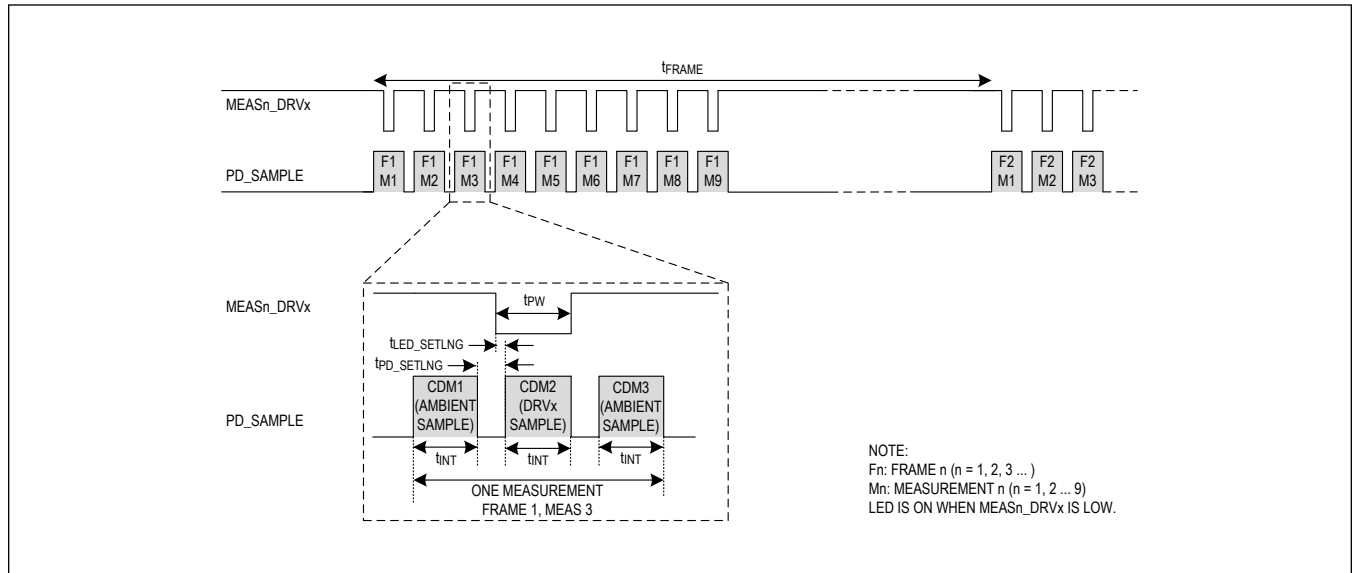 tFRAME
MEASn_DRVx
PD_SAMPLE
F1 M1
F1 M2
F1 M3
F1 M4
F1 M5
F1 M6
F1 M7
F1 M8
F1 M9
F2 M1
F2 M2
F2 M3
MEASn_DRVx
tPW
tLED_SETLNG
tPD_SETLNG
PD_SAMPLE
CDM1
(AMBIENT
SAMPLE)
CDM2
(DRVx
SAMPLE)
CDM3
(AMBIENT
SAMPLE)
tINT
tINT
tINT
ONE MEASUREMENT
FRAME 1, MEAS 3
NOTE:
Fn: FRAME n (n = 1, 2, 3 ... )
Mn: MEASUREMENT n (n = 1, 2 ... 9)
LED IS ON WHEN MEASn_DRVx IS LOW.